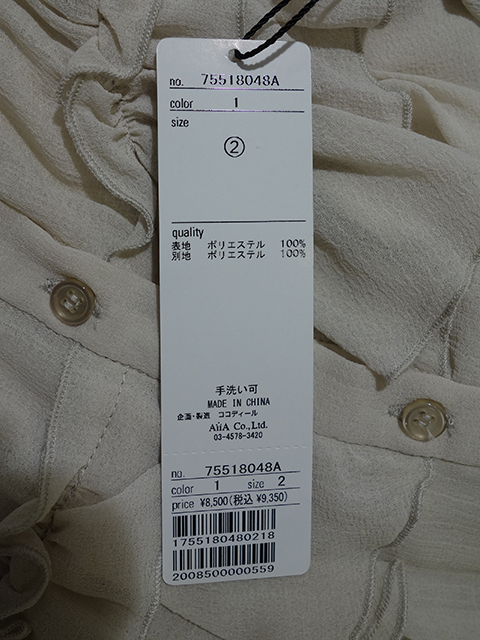 no. 75518048A
color 1
size
②
quality
表地 ポリエステル 100%
別地 ポリエステル 100%
手洗い可
MADE IN CHINA
企画・製造 ココディール
AiiA Co.,Ltd.
03-4578-3420
no. 75518048A
color 1 size 2
price ¥8,500(税込 ¥9,350)
1755180480218
2008500000559